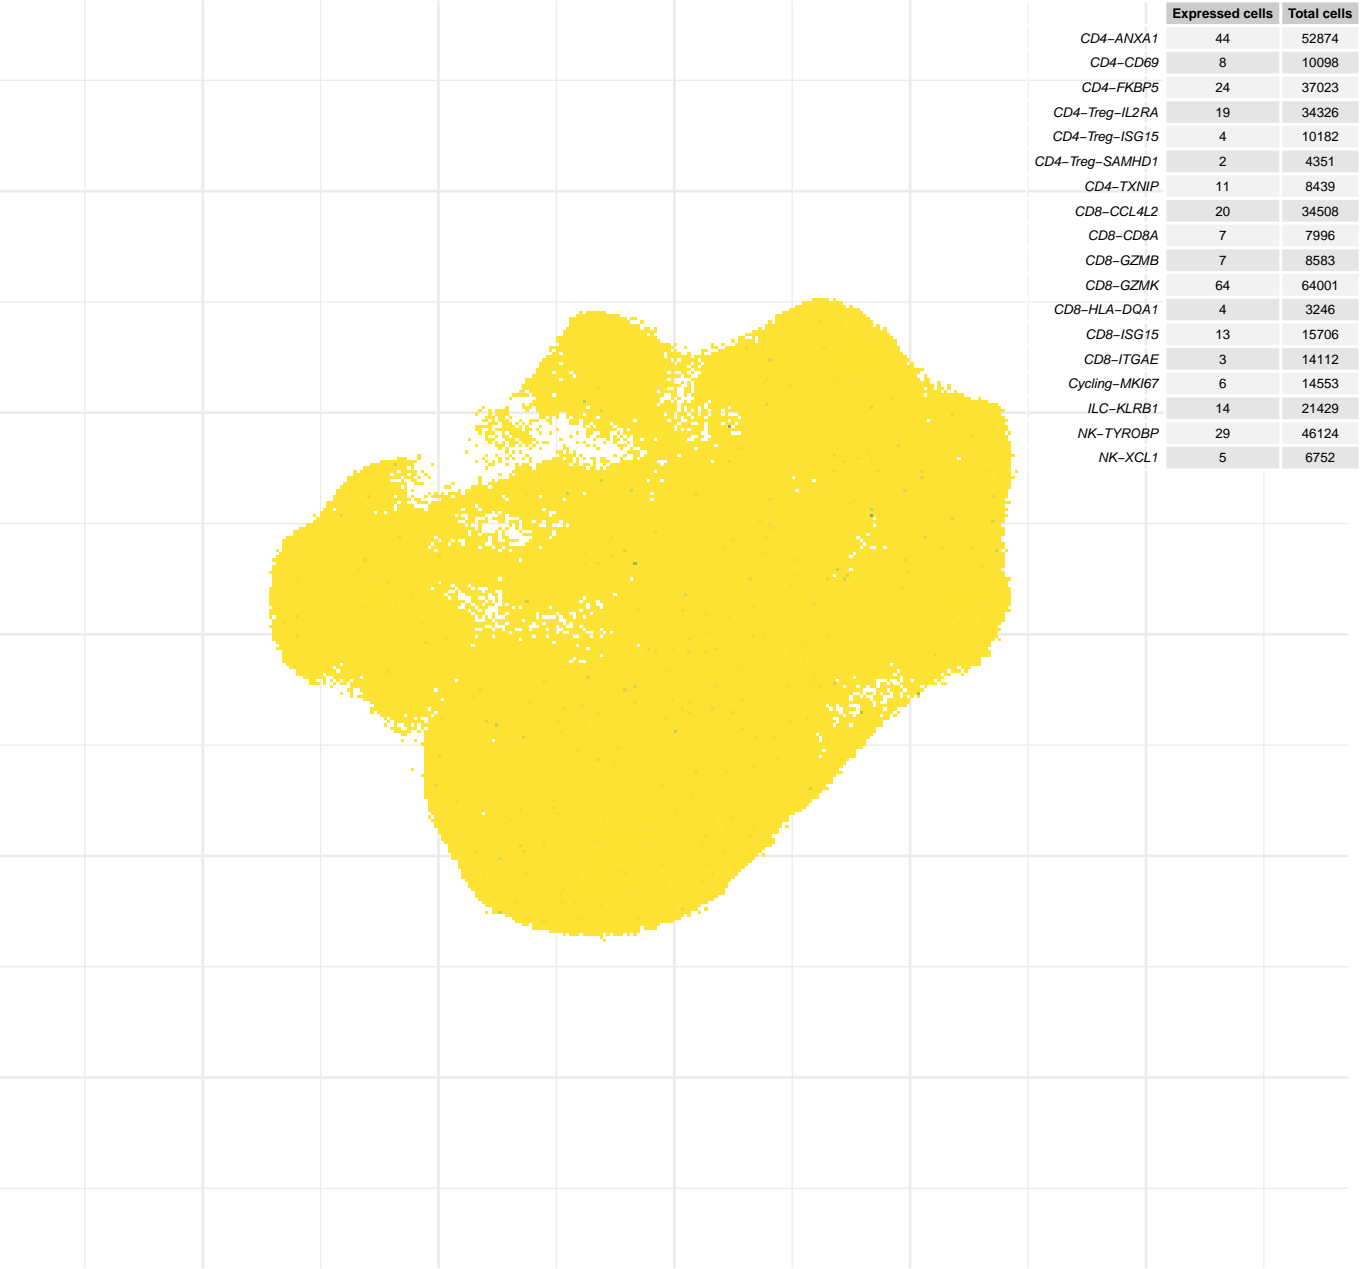 Expressed cells Total cells
CD4−ANXA1 44 52874
CD4−CD69 8 10098
CD4−FKBP5 24 37023
CD4−Treg−IL2RA 19 34326
CD4−Treg−ISG15 4 10182
CD4−Treg−SAMHD1 2 4351
CD4−TXNIP 11 8439
CD8−CCL4L2 20 34508
CD8−CD8A 7 7996
CD8−GZMB 7 8583
CD8−GZMK 64 64001
CD8−HLA−DQA1 4 3246
CD8−ISG15 13 15706
CD8−ITGAE 3 14112
Cycling−MKI67 6 14553
ILC−KLRB1 14 21429
NK−TYROBP 29 46124
NK−XCL1 5 6752